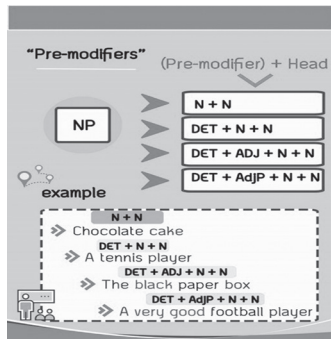 "Pre-modifiers"
(Pre-modifier) + Head
NP
N + N
DET + N + N
DET + ADJ + N + N
DET + AdJP + N + N
example
N + N
Chocolate cake
DET + N + N
A tennis player
DET + ADJ + N + N
The black paper box
DET + AdJP + N + N
A very good football player